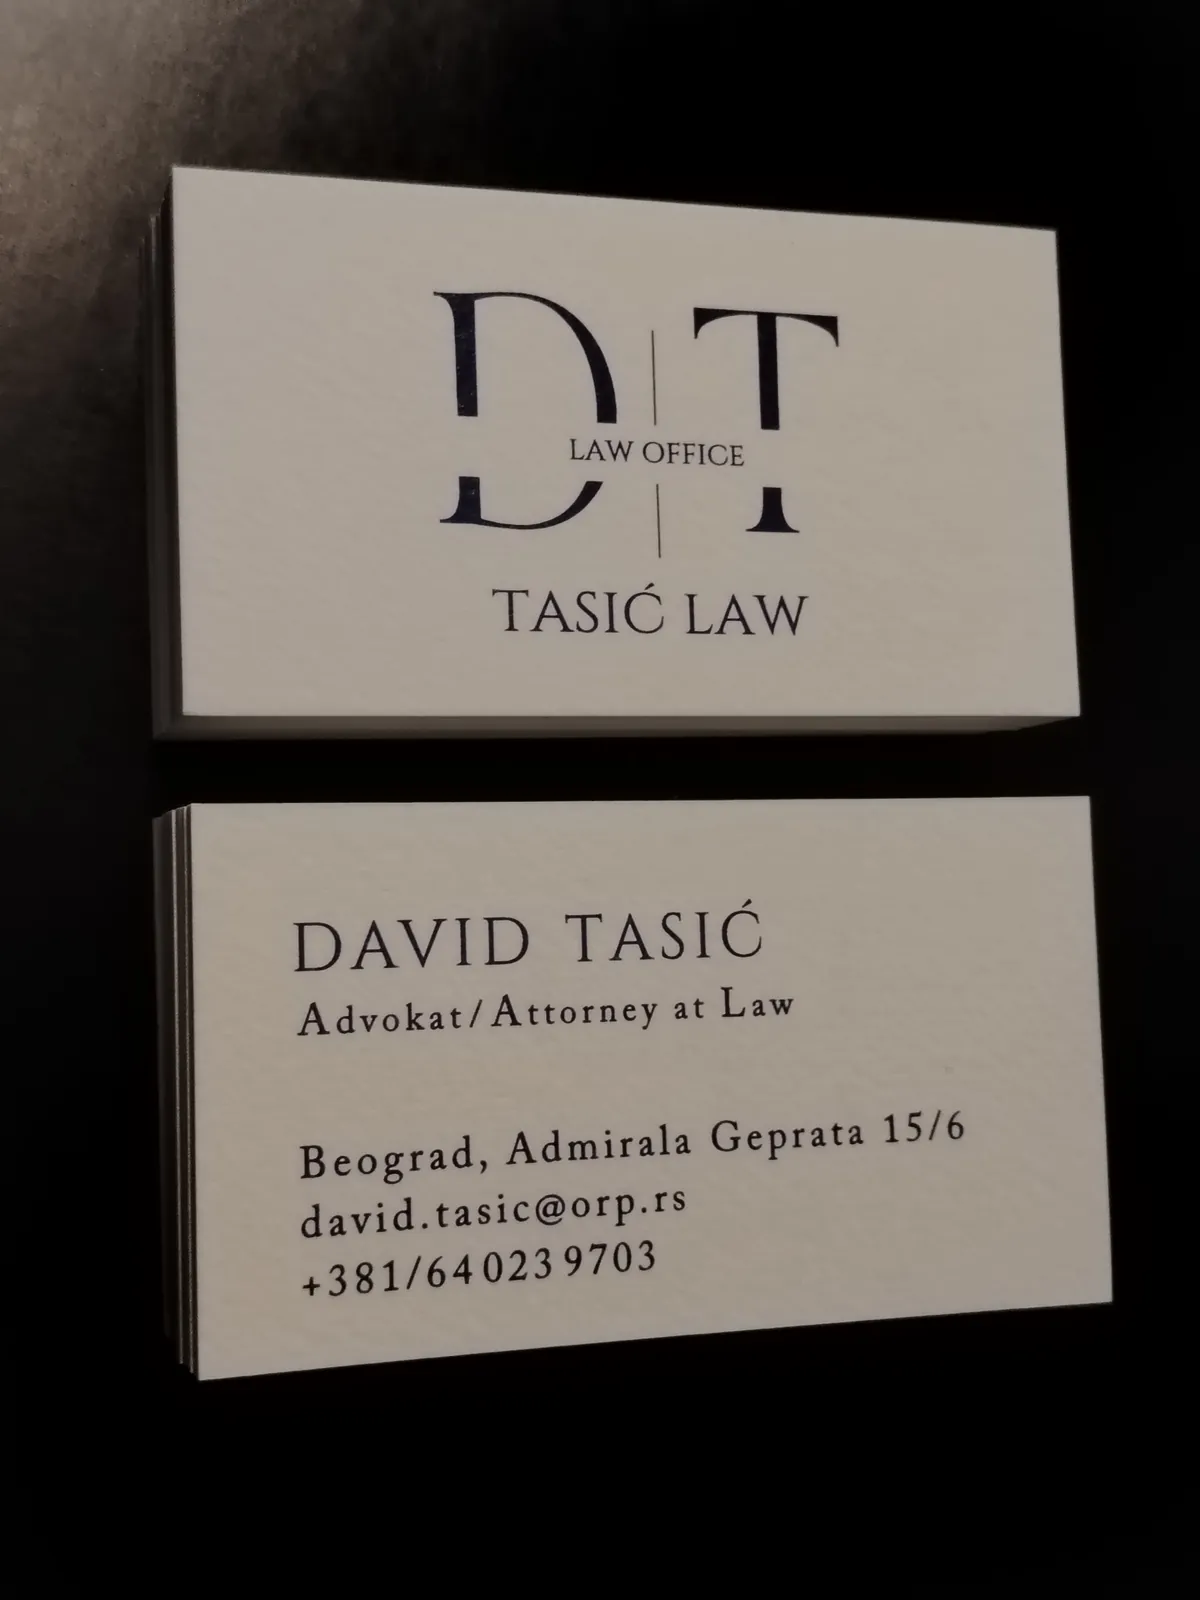 DT
LAW OFFICE
TASIĆ LAW
DAVID TASIĆ
Advokat/Attorney at Law
Beograd, Admirala Geprata 15/6
david.tasic@orp.rs
+381/640239703